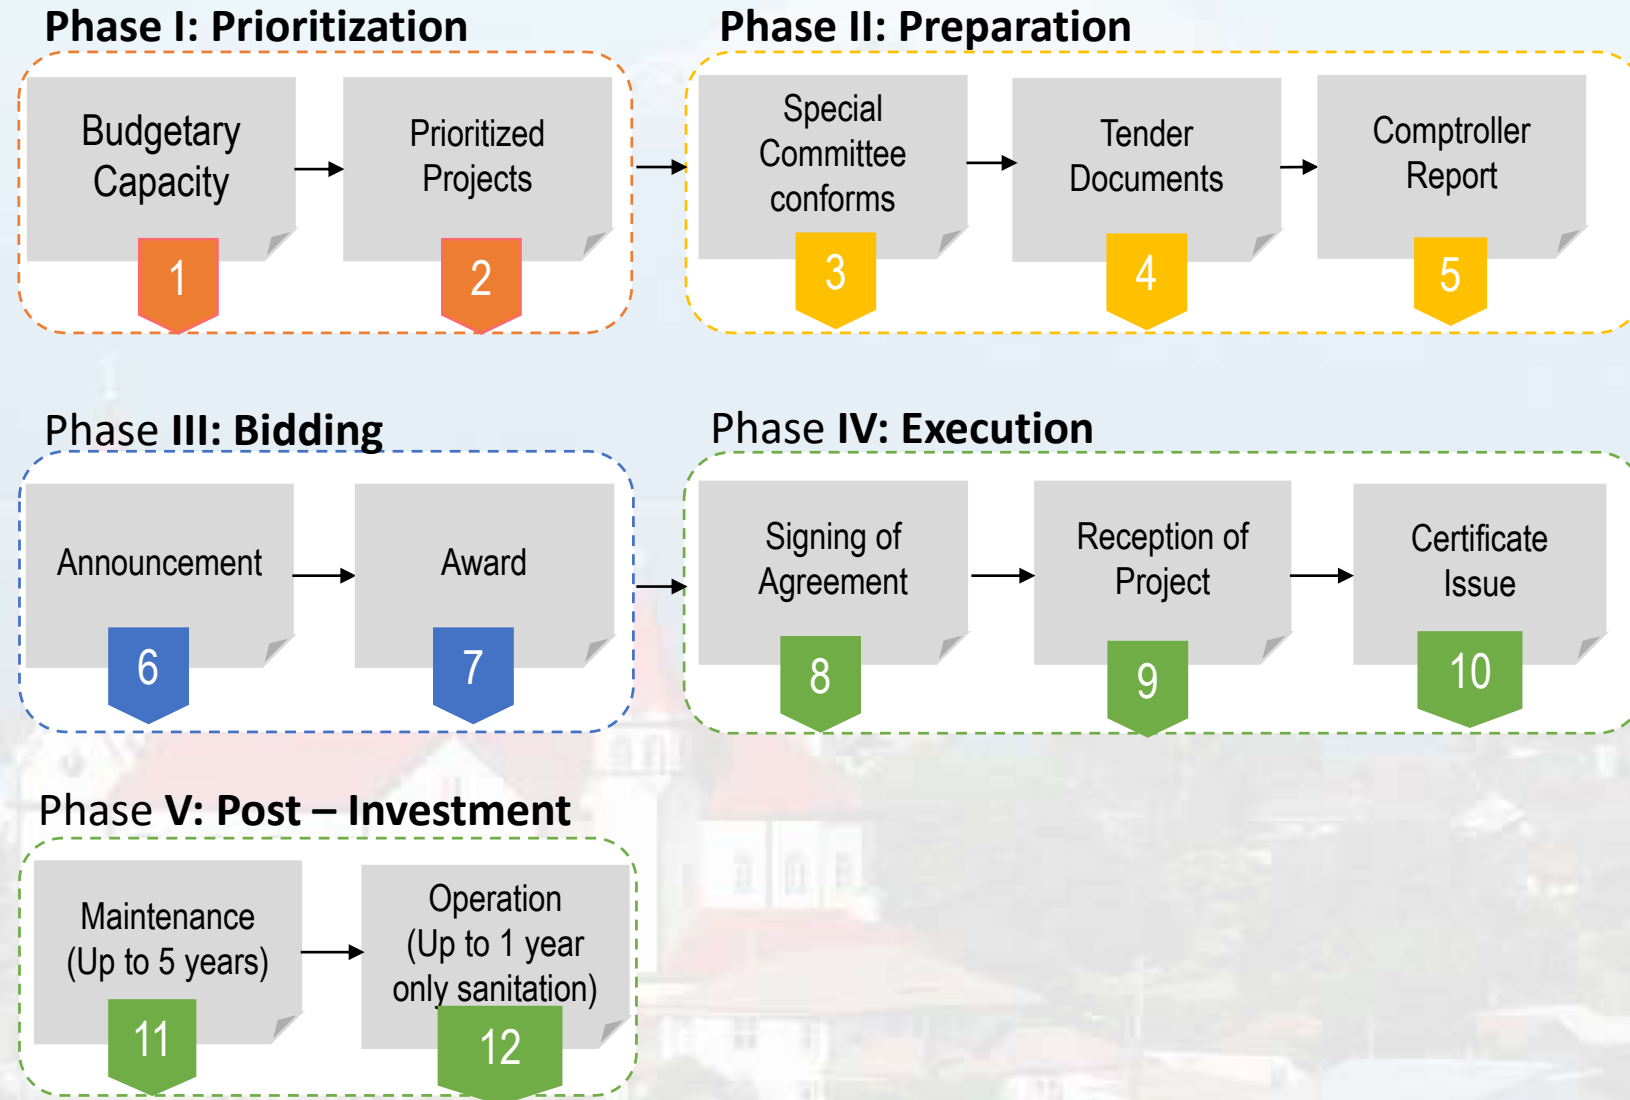 Phase I: Prioritization
Budgetary
Capacity
1
Prioritized
Projects
2
Phase II: Preparation
Special
Committee
conforms
3
Tender
Documents
4
Comptroller
Report
5
Phase III: Bidding
Announcement
6
Award
7
Phase IV: Execution
Signing of
Agreement
8
Reception of
Project
9
Certificate
Issue
10
Phase V: Post – Investment
Maintenance
(Up to 5 years)
11
Operation
(Up to 1 year
only sanitation)
12